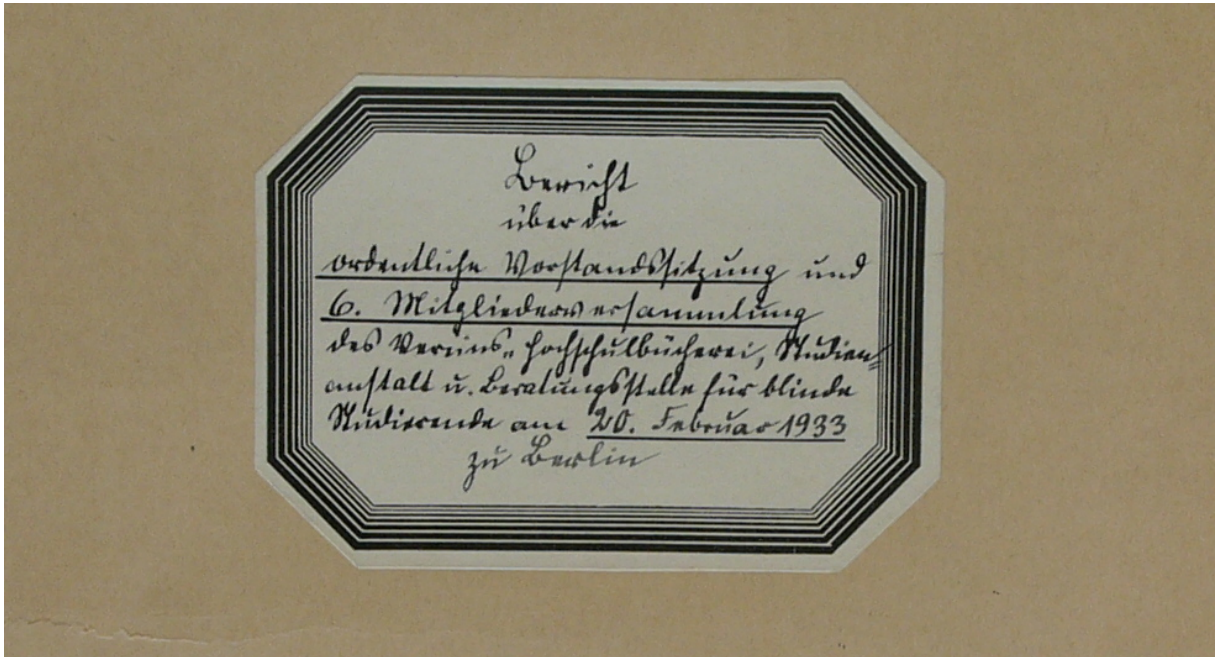 Bericht
über die
ordentliche Vorstandssitzung und
6. Mitgliederversammlung
des Vereins„ Hochschulbücherei, Studien=
anstalt u. Beratungsstelle für blinde
Studierende am 20. Februar 1933
zu Berlin